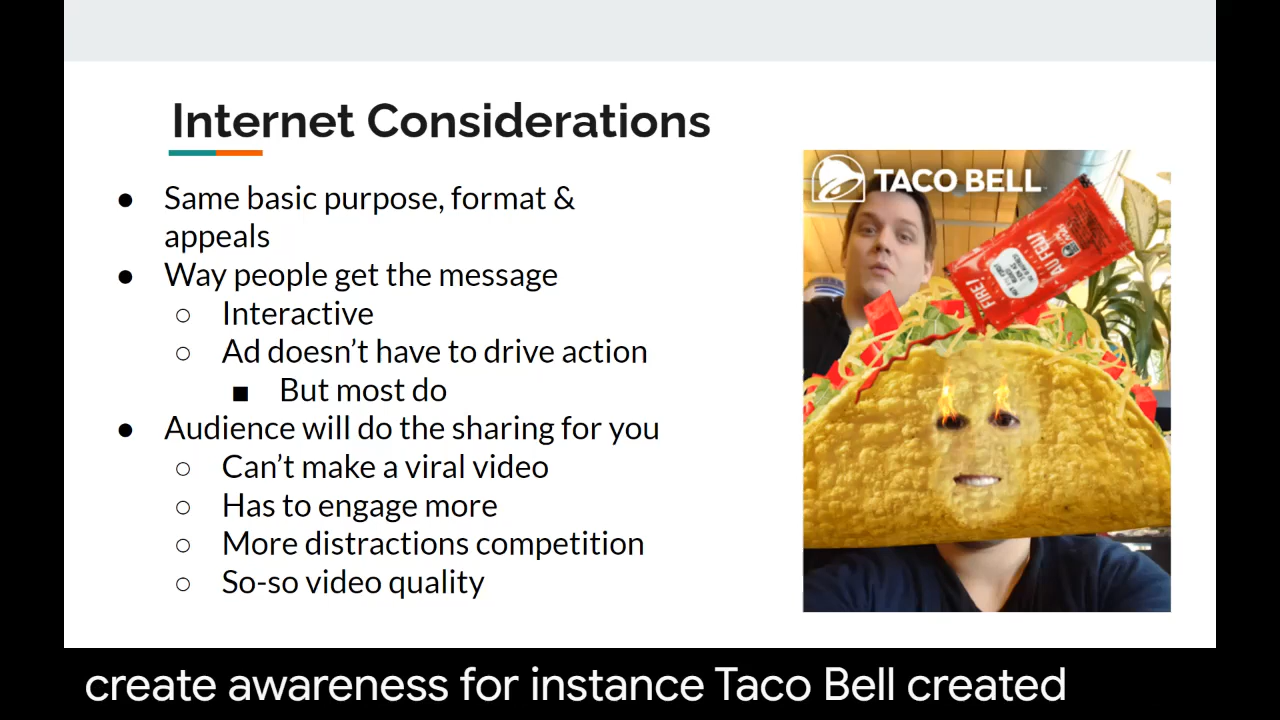 Internet Considerations
● Same basic purpose, format &
appeals
● Way people get the message
○ Interactive
○ Ad doesn’t have to drive action
■ But most do
● Audience will do the sharing for you
○ Can’t make a viral video
○ Has to engage more
○ More distractions competition
○ So-so video quality
TACO BELL
FIRE!
AU FEU!
create awareness for instance Taco Bell created